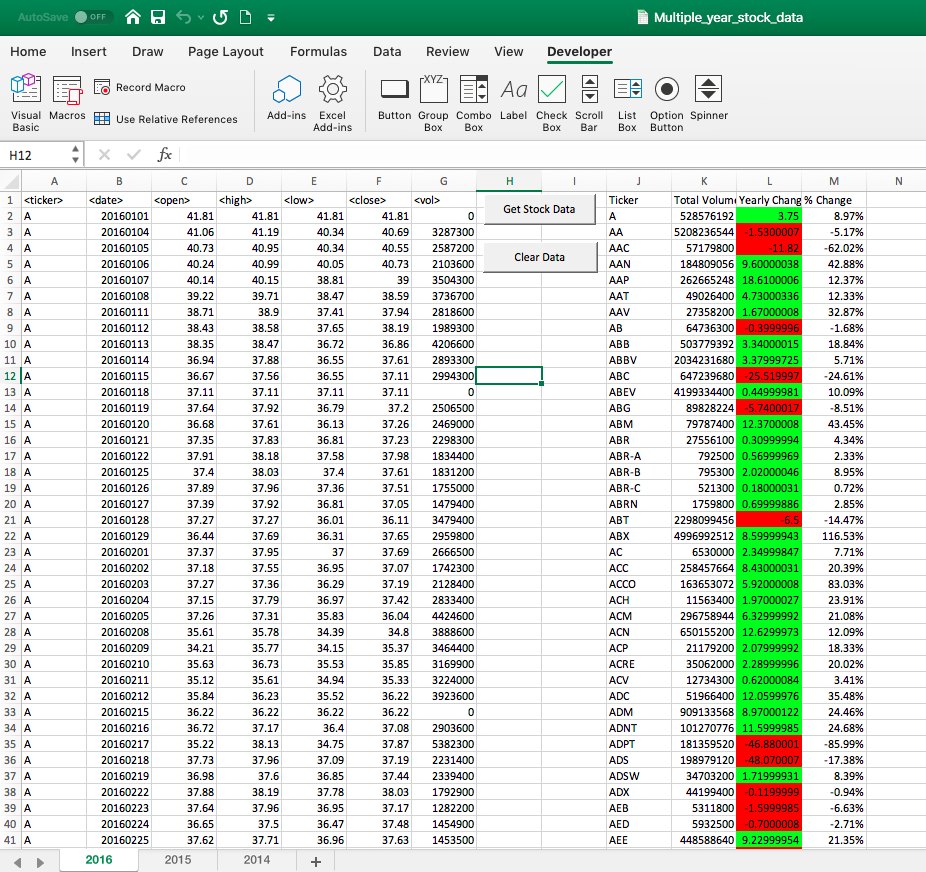 AutoSave OFF Multiple_year_stock_data
Home Insert Draw Page Layout Formulas Data Review View Developer
Visual Basic Macros Record Macro Use Relative References Add-ins Excel Add-ins Button Group Box Combo Box Label Check Box Scroll Bar List Box Option Button Spinner
XYZ Aa
H12 fx
A B C D E F G H I J K L M N
1 <ticker> <date> <open> <high> <low> <close> <vol> Ticker Total Volum Yearly Chang % Change
Get Stock Data
Clear Data
2 A 20160101 41.81 41.81 41.81 41.81 0 A 528576192 3.75 8.97%
3 A 20160104 41.06 41.19 40.34 40.69 3287300 AA 5208236544 -1.5300007 -5.17%
4 A 20160105 40.73 40.95 40.34 40.55 2587200 AAC 57179800 -11.82 -62.02%
5 A 20160106 40.24 40.99 40.05 40.73 2103600 AAN 184809056 9.60000038 42.88%
6 A 20160107 40.14 40.15 38.81 39 3504300 AAP 262665248 18.6100006 12.37%
7 A 20160108 39.22 39.71 38.47 38.59 3736700 AAT 49026400 4.73000336 12.33%
8 A 20160111 38.71 38.9 37.41 37.94 2818600 AAV 27358200 1.67000008 32.87%
9 A 20160112 38.43 38.58 37.65 38.19 1989300 AB 64736300 -0.3999996 -1.68%
10 A 20160113 38.35 38.47 36.72 36.86 4206600 ABB 503779392 3.34000015 18.84%
11 A 20160114 36.94 37.88 36.55 37.61 2893300 ABBV 2034231680 3.37999725 5.71%
12 A 20160115 36.67 37.56 36.55 37.11 2994300 ABC 647239680 -25.519997 -24.61%
13 A 20160118 37.11 37.11 37.11 37.11 0 ABEV 4199334400 0.44999981 10.09%
14 A 20160119 37.64 37.92 36.79 37.2 2506500 ABG 89828224 -5.7400017 -8.51%
15 A 20160120 36.68 37.61 36.13 37.26 2469000 ABM 79787400 12.3700008 43.45%
16 A 20160121 37.35 37.83 36.81 37.23 2298300 ABR 27556100 0.30999994 4.34%
17 A 20160122 37.91 38.18 37.58 37.98 1834400 ABR-A 792500 0.56999969 2.33%
18 A 20160125 37.4 38.03 37.4 37.61 1831200 ABR-B 795300 2.02000046 8.95%
19 A 20160126 37.89 37.96 37.36 37.51 1755000 ABR-C 521300 0.18000031 0.72%
20 A 20160127 37.39 37.92 36.81 37.05 1479400 ABRN 1759800 0.69999886 2.85%
21 A 20160128 37.27 37.27 36.01 36.11 3479400 ABT 2298099456 -6.5 -14.47%
22 A 20160129 36.44 37.69 36.31 37.65 2959800 ABX 4996992512 8.59999943 116.53%
23 A 20160201 37.37 37.95 37 37.69 2666500 AC 6530000 2.34999847 7.71%
24 A 20160202 37.18 37.55 36.95 37.07 1742300 ACC 258457664 8.43000031 20.39%
25 A 20160203 37.27 37.36 36.29 37.19 2128400 ACCO 163653072 5.92000008 83.03%
26 A 20160204 37.15 37.79 36.97 37.42 2833400 ACH 11563400 1.97000027 23.91%
27 A 20160205 37.26 37.31 35.83 36.04 4424600 ACM 296758944 6.32999992 21.08%
28 A 20160208 35.61 35.78 34.39 34.8 3888600 ACN 650155200 12.6299973 12.09%
29 A 20160209 34.21 35.77 34.15 35.37 3464400 ACP 21179200 2.07999992 18.33%
30 A 20160210 35.63 36.73 35.53 35.85 3169900 ACRE 35062000 2.28999996 20.02%
31 A 20160211 35.12 35.61 34.94 35.33 3224000 ACV 12734300 0.62000084 3.41%
32 A 20160212 35.84 36.23 35.52 36.22 3923600 ADC 51966400 12.0599976 35.48%
33 A 20160215 36.22 36.22 36.22 36.22 0 ADM 909133568 8.97000122 24.46%
34 A 20160216 36.72 37.17 36.4 37.08 2903600 ADNT 101270776 11.5999985 24.68%
35 A 20160217 35.22 38.13 34.75 37.87 5382300 ADPT 181359520 -46.880001 -85.99%
36 A 20160218 37.73 37.96 37.09 37.19 2231400 ADS 198979120 -48.070007 -17.38%
37 A 20160219 36.98 37.6 36.85 37.44 2339400 ADSW 34703200 1.71999931 8.39%
38 A 20160222 37.88 38.19 37.78 38.03 1792900 ADX 44199400 -0.1199999 -0.94%
39 A 20160223 37.64 37.96 36.95 37.17 1282200 AEB 5311800 -1.5999985 -6.63%
40 A 20160224 36.65 37.5 36.47 37.48 1454900 AED 5932500 -0.7000008 -2.71%
41 A 20160225 37.62 37.71 36.96 37.63 1453500 AEE 448588640 9.22999954 21.35%
2016 2015 2014 +